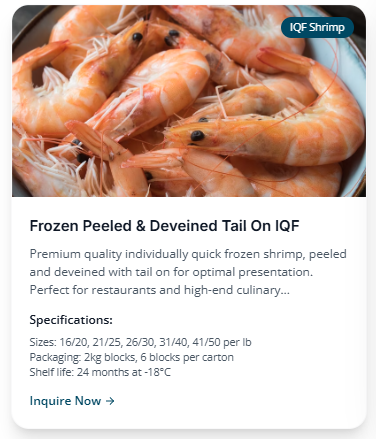 IQF Shrimp
Frozen Peeled & Deveined Tail On IQF
Premium quality individually quick frozen shrimp, peeled
and deveined with tail on for optimal presentation.
Perfect for restaurants and high-end culinary...
Specifications:
Sizes: 16/20, 21/25, 26/30, 31/40, 41/50 per lb
Packaging: 2kg blocks, 6 blocks per carton
Shelf life: 24 months at -18°C
Inquire Now →